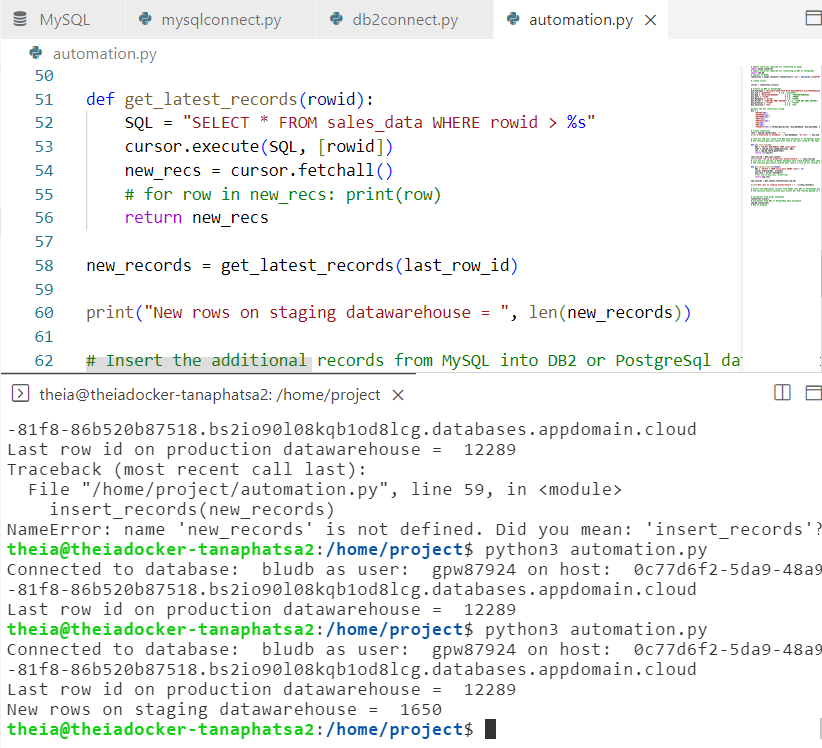 MySQL mysqlconnect.py db2connect.py automation.py
automation.py
50
51 def get_latest_records(rowid):
52 SQL = "SELECT * FROM sales_data WHERE rowid > %s"
53 cursor.execute(SQL, [rowid])
54 new_recs = cursor.fetchall()
55 # for row in new_recs: print(row)
56 return new_recs
57
58 new_records = get_latest_records(last_row_id)
59
60 print("New rows on staging datawarehouse = ", len(new_records))
61
62 # Insert the additional records from MySQL into DB2 or PostgreSql da
theia@theiadocker-tanaphatsa2: /home/project
-81f8-86b520b87518.bs2io90l08kqb1od8lcg.databases.appdomain.cloud
Last row id on production datawarehouse =  12289
Traceback (most recent call last):
  File "/home/project/automation.py", line 59, in <module>
    insert_records(new_records)
NameError: name 'new_records' is not defined. Did you mean: 'insert_records'?
theia@theiadocker-tanaphatsa2:/home/project$ python3 automation.py
Connected to database:  bludb as user:  gpw87924 on host:  0c77d6f2-5da9-48a9
-81f8-86b520b87518.bs2io90l08kqb1od8lcg.databases.appdomain.cloud
Last row id on production datawarehouse =  12289
theia@theiadocker-tanaphatsa2:/home/project$ python3 automation.py
Connected to database:  bludb as user:  gpw87924 on host:  0c77d6f2-5da9-48a9
-81f8-86b520b87518.bs2io90l08kqb1od8lcg.databases.appdomain.cloud
Last row id on production datawarehouse =  12289
New rows on staging datawarehouse =  1650
theia@theiadocker-tanaphatsa2:/home/project$